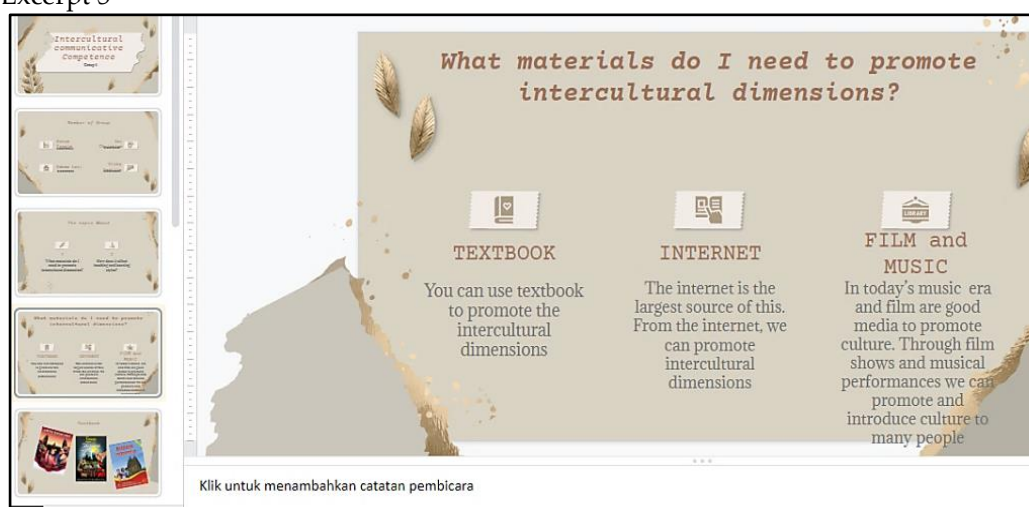 Excerpt 3
Intercultural
communicative
Competence
What materials do I need to promote
intercultural dimensions?
TEXTBOOK
You can use textbook
to promote the
intercultural
dimensions
INTERNET
The internet is the
largest source of this.
From the internet, we
can promote
intercultural
dimensions
LIBRARY
FILM and
MUSIC
In today's music era
and film are good
media to promote
culture. Through film
shows and musical
performances we can
promote and
introduce culture to
many people
Klik untuk menambahkan catatan pembicara